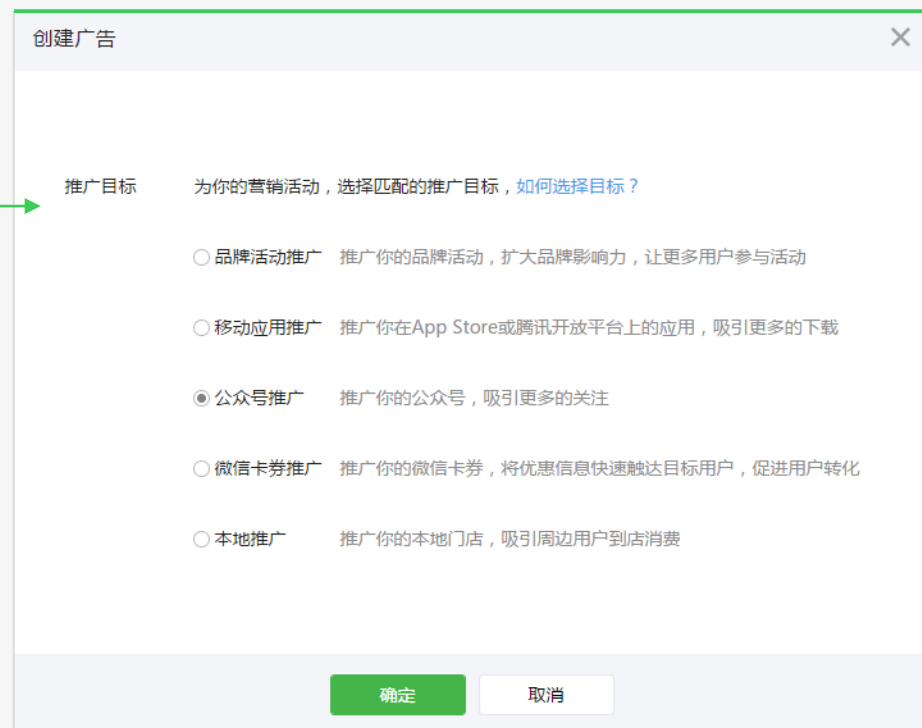 创建广告
推广目标 为你的营销活动，选择匹配的推广目标，如何选择目标？
品牌活动推广 推广你的品牌活动，扩大品牌影响力，让更多用户参与活动
移动应用推广 推广你在App Store或腾讯开放平台上的应用，吸引更多的下载
公众号推广 推广你的公众号，吸引更多的关注
微信卡券推广 推广你的微信卡券，将优惠信息快速触达目标用户，促进用户转化
本地推广 推广你的本地门店，吸引周边用户到店消费
确定 取消